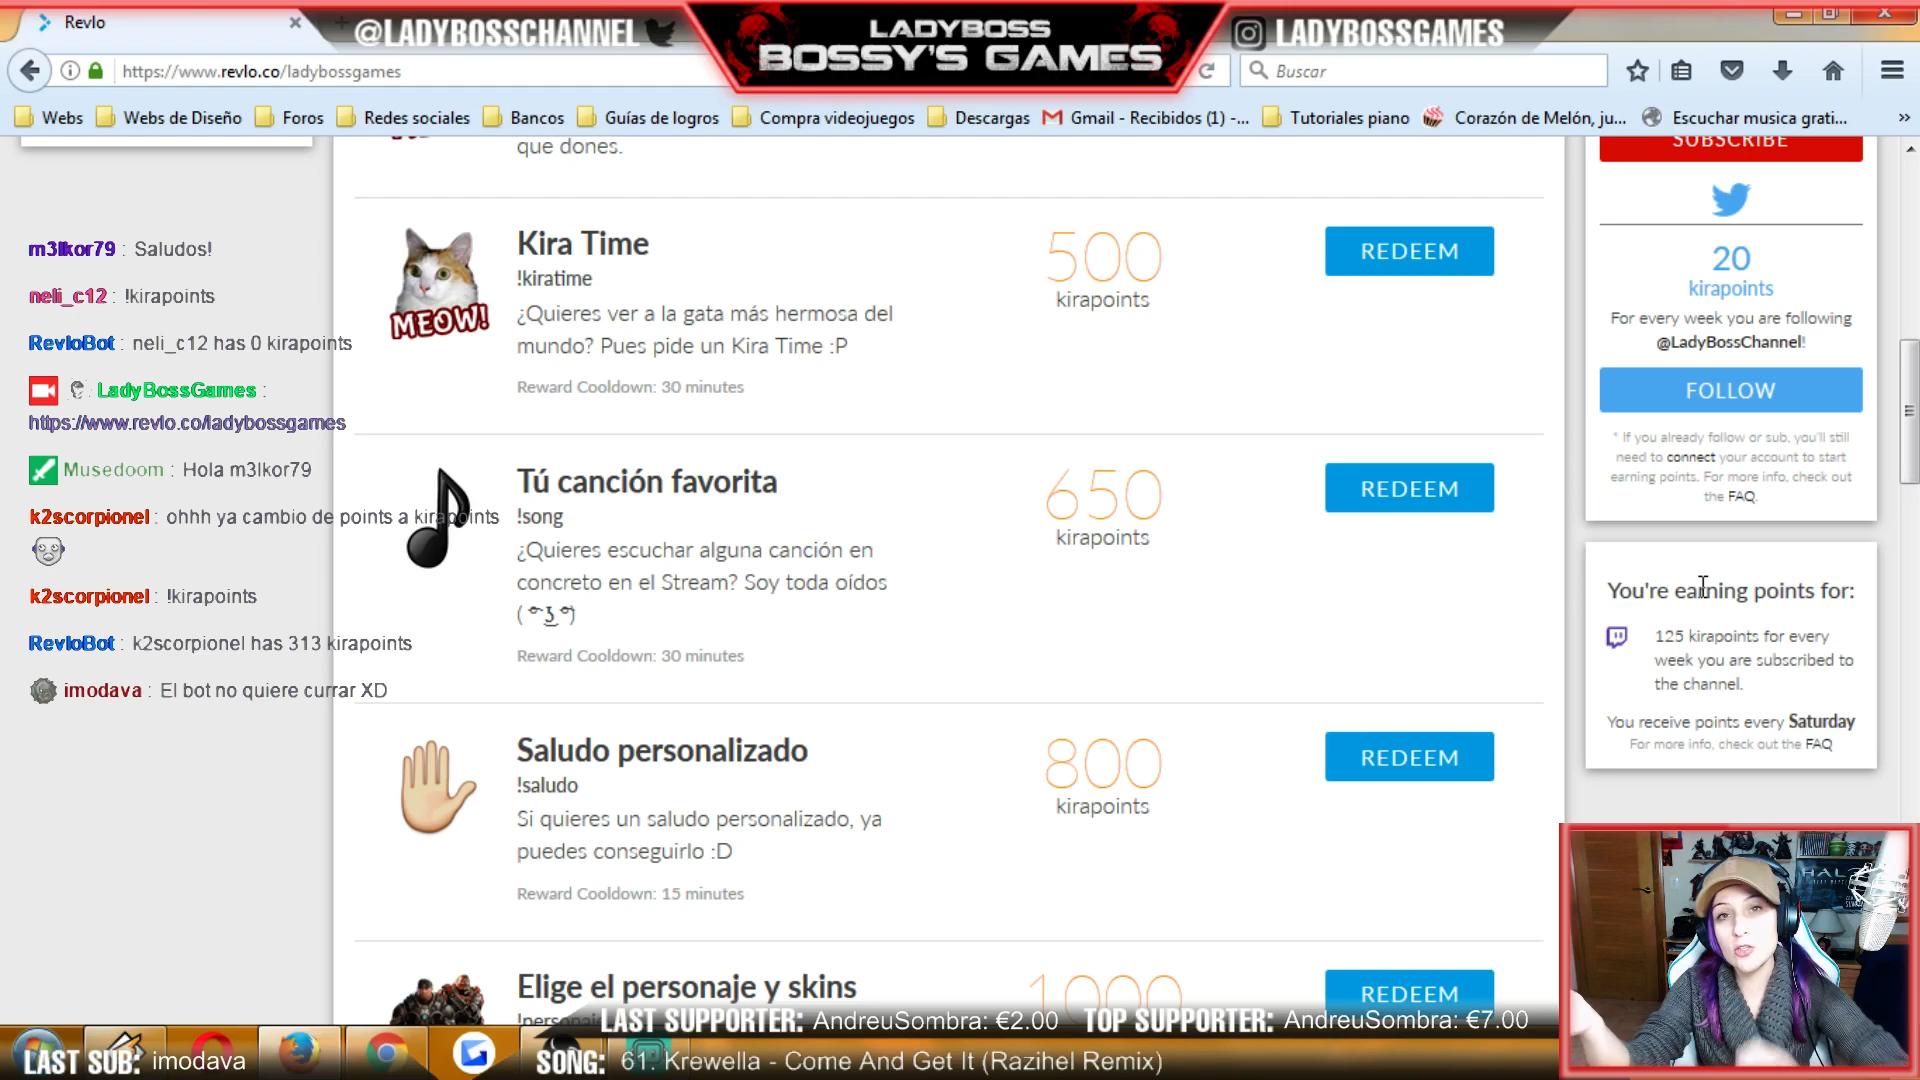 Revlo
@LADYBOSSCHANNEL
LADYBOSS
BOSSY'S GAMES
LADYBOSSGAMES
https://www.revlo.co/ladybossgames
Buscar
Webs
Webs de Diseño
Foros
Redes sociales
Bancos
Guías de logros
Compra videojuegos
Descargas
Gmail - Recibidos (1) -...
Tutoriales piano
Corazón de Melón, ju...
Escuchar musica grati...
que dones.
Kira Time
!kiratime
¿Quieres ver a la gata más hermosa del
mundo? Pues pide un Kira Time :P
Reward Cooldown: 30 minutes
MEOW!
500
kirapoints
REDEEM
Tú canción favorita
!song
¿Quieres escuchar alguna canción en
concreto en el Stream? Soy toda oídos
( ͡° ͜ʖ ͡°)
Reward Cooldown: 30 minutes
650
kirapoints
REDEEM
Saludo personalizado
!saludo
Si quieres un saludo personalizado, ya
puedes conseguirlo :D
Reward Cooldown: 15 minutes
800
kirapoints
REDEEM
Elige el personaje y skins
1000
REDEEM
m3lkor79 : Saludos!
neli_c12 : !kirapoints
RevloBot : neli_c12 has 0 kirapoints
LadyBossGames :
https://www.revlo.co/ladybossgames
Musedoom : Hola m3lkor79
k2scorpionel : ohhh ya cambio de points a kirapoints
k2scorpionel : !kirapoints
RevloBot : k2scorpionel has 313 kirapoints
imodava : El bot no quiere currar XD
SUBSCRIBE
20
kirapoints
For every week you are following
@LadyBossChannel!
FOLLOW
* If you already follow or sub, you'll still
need to connect your account to start
earning points. For more info, check out
the FAQ.
You're earning points for:
125 kirapoints for every
week you are subscribed to
the channel.
You receive points every Saturday
For more info, check out the FAQ
HALO
LAST SUPPORTER: AndreuSombra: €2.00
TOP SUPPORTER: AndreuSombra: €7.00
LAST SUB: imodava
SONG: 61. Krewella - Come And Get It (Razihel Remix)